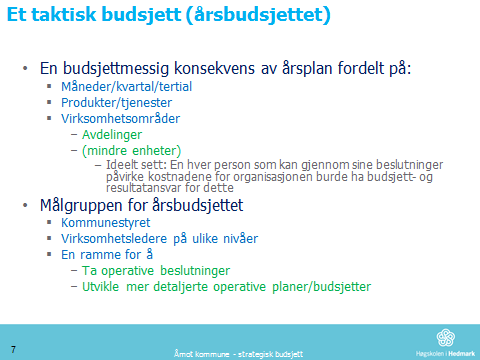 Et taktisk budsjett (årsbudsjettet)
• En budsjettmessig konsekvens av årsplan fordelt på:
▪ Måneder/kvartal/tertial
▪ Produkter/tjenester
▪ Virksomhetsområder
– Avdelinger
– (mindre enheter)
– Ideelt sett: En hver person som kan gjennom sine beslutninger
påvirke kostnadene for organisasjonen burde ha budsjett- og
resultatansvar for dette
• Målgruppen for årsbudsjettet
▪ Kommunestyret
▪ Virksomhetsledere på ulike nivåer
▪ En ramme for å
– Ta operative beslutninger
– Utvikle mer detaljerte operative planer/budsjetter
7
Åmot kommune - strategisk budsjett
Høgskolen i Hedmark